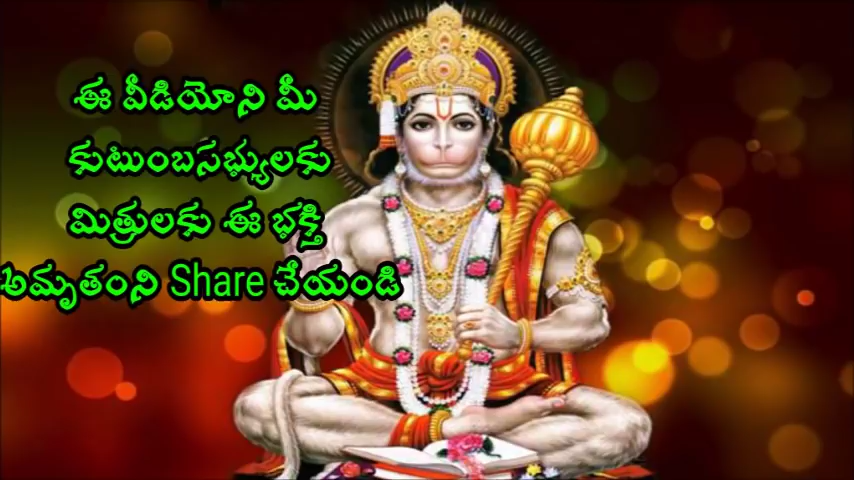 ఈ వీడియోని మీ
కుటుంబసభ్యులకు
మిత్రులకు ఈ భక్తి
అమృతంని Share చేయండి